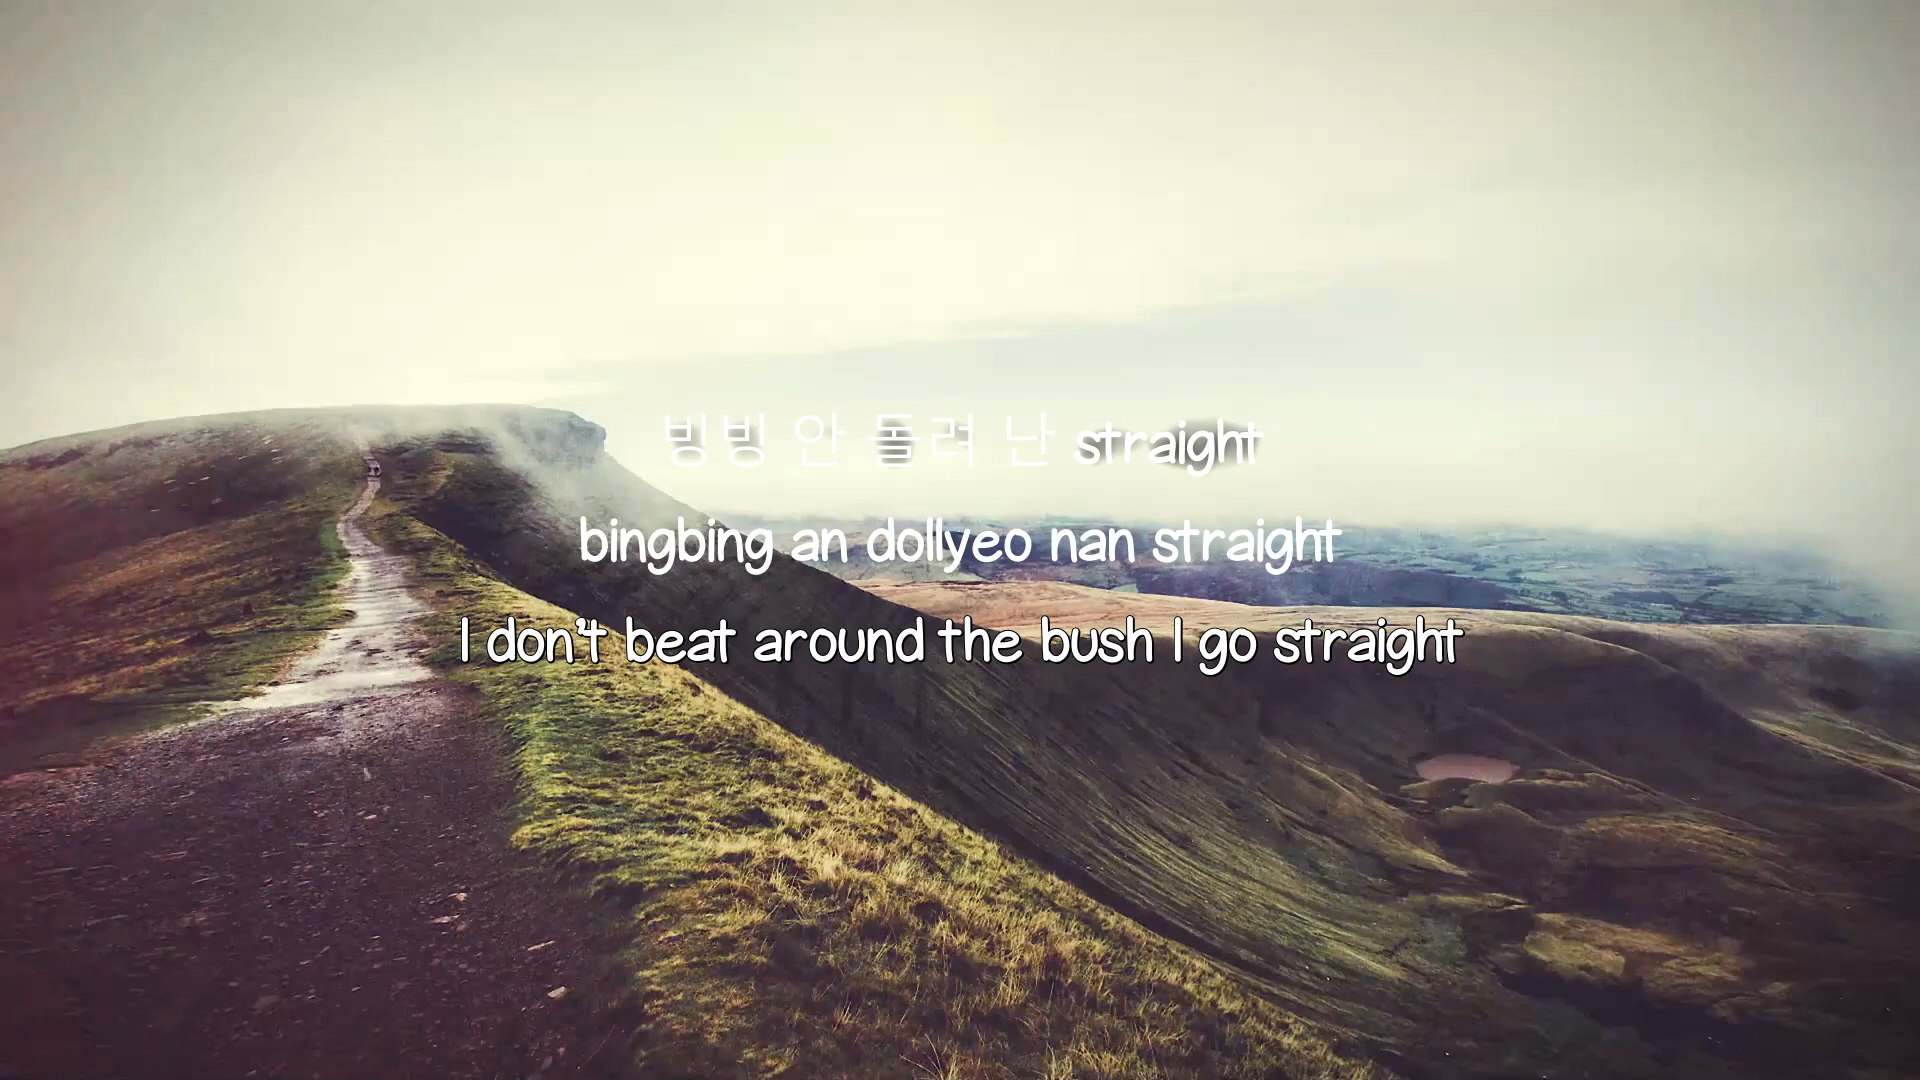 빙빙 안 돌려 난 straight
bingbing an dollyeo nan straight
I don't beat around the bush I go straight